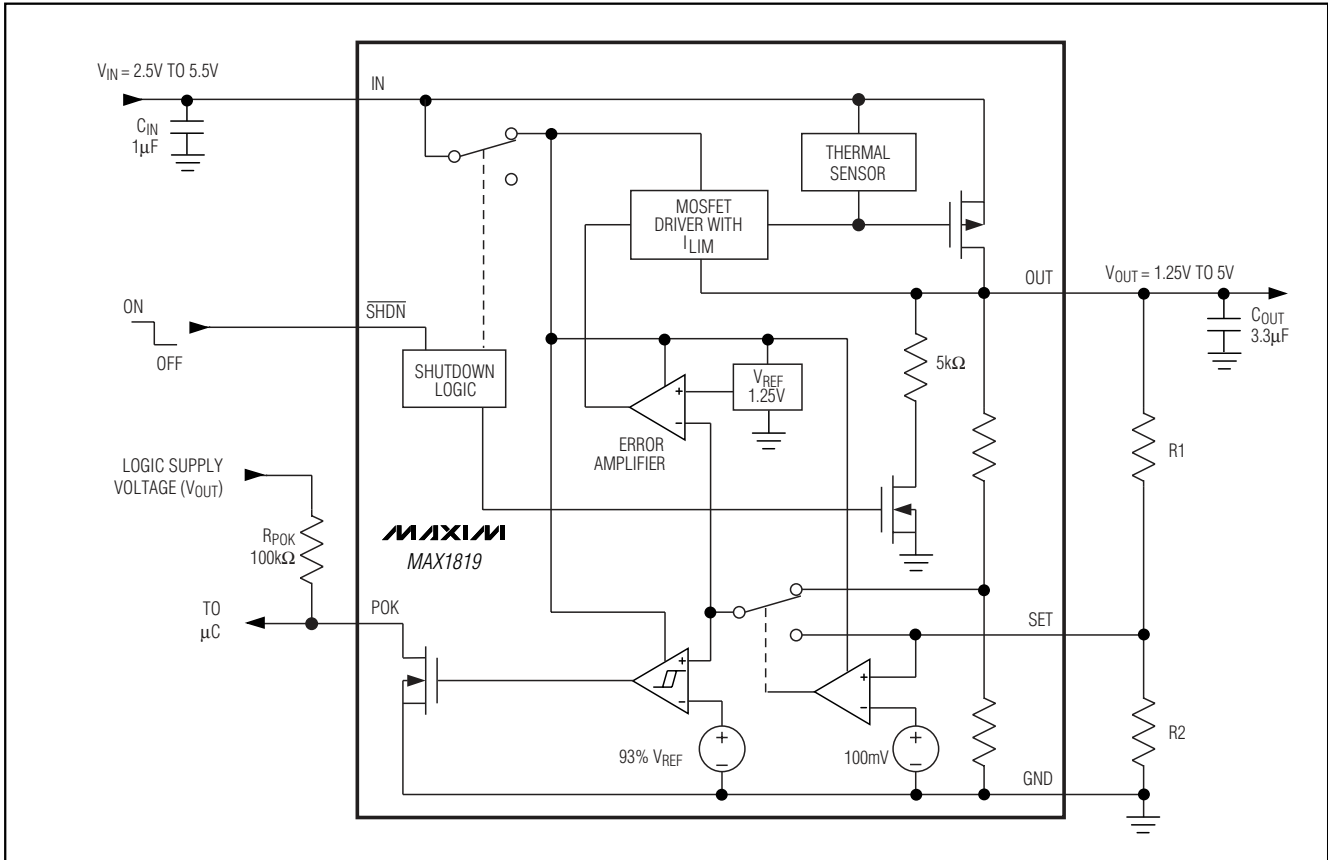 V_IN = 2.5V TO 5.5V
C_IN
1µF
IN
THERMAL
SENSOR
MOSFET
DRIVER WITH
I_LIM
OUT
V_OUT = 1.25V TO 5V
C_OUT
3.3µF
ON
OFF
S̅H̅D̅N̅
SHUTDOWN
LOGIC
5kΩ
V_REF
1.25V
+
−
ERROR
AMPLIFIER
R1
LOGIC SUPPLY
VOLTAGE (V_OUT)
R_POK
100kΩ
MAXIM
MAX1819
TO
µC
POK
SET
+
−
+
−
93% V_REF
+
−
100mV
+
−
R2
GND